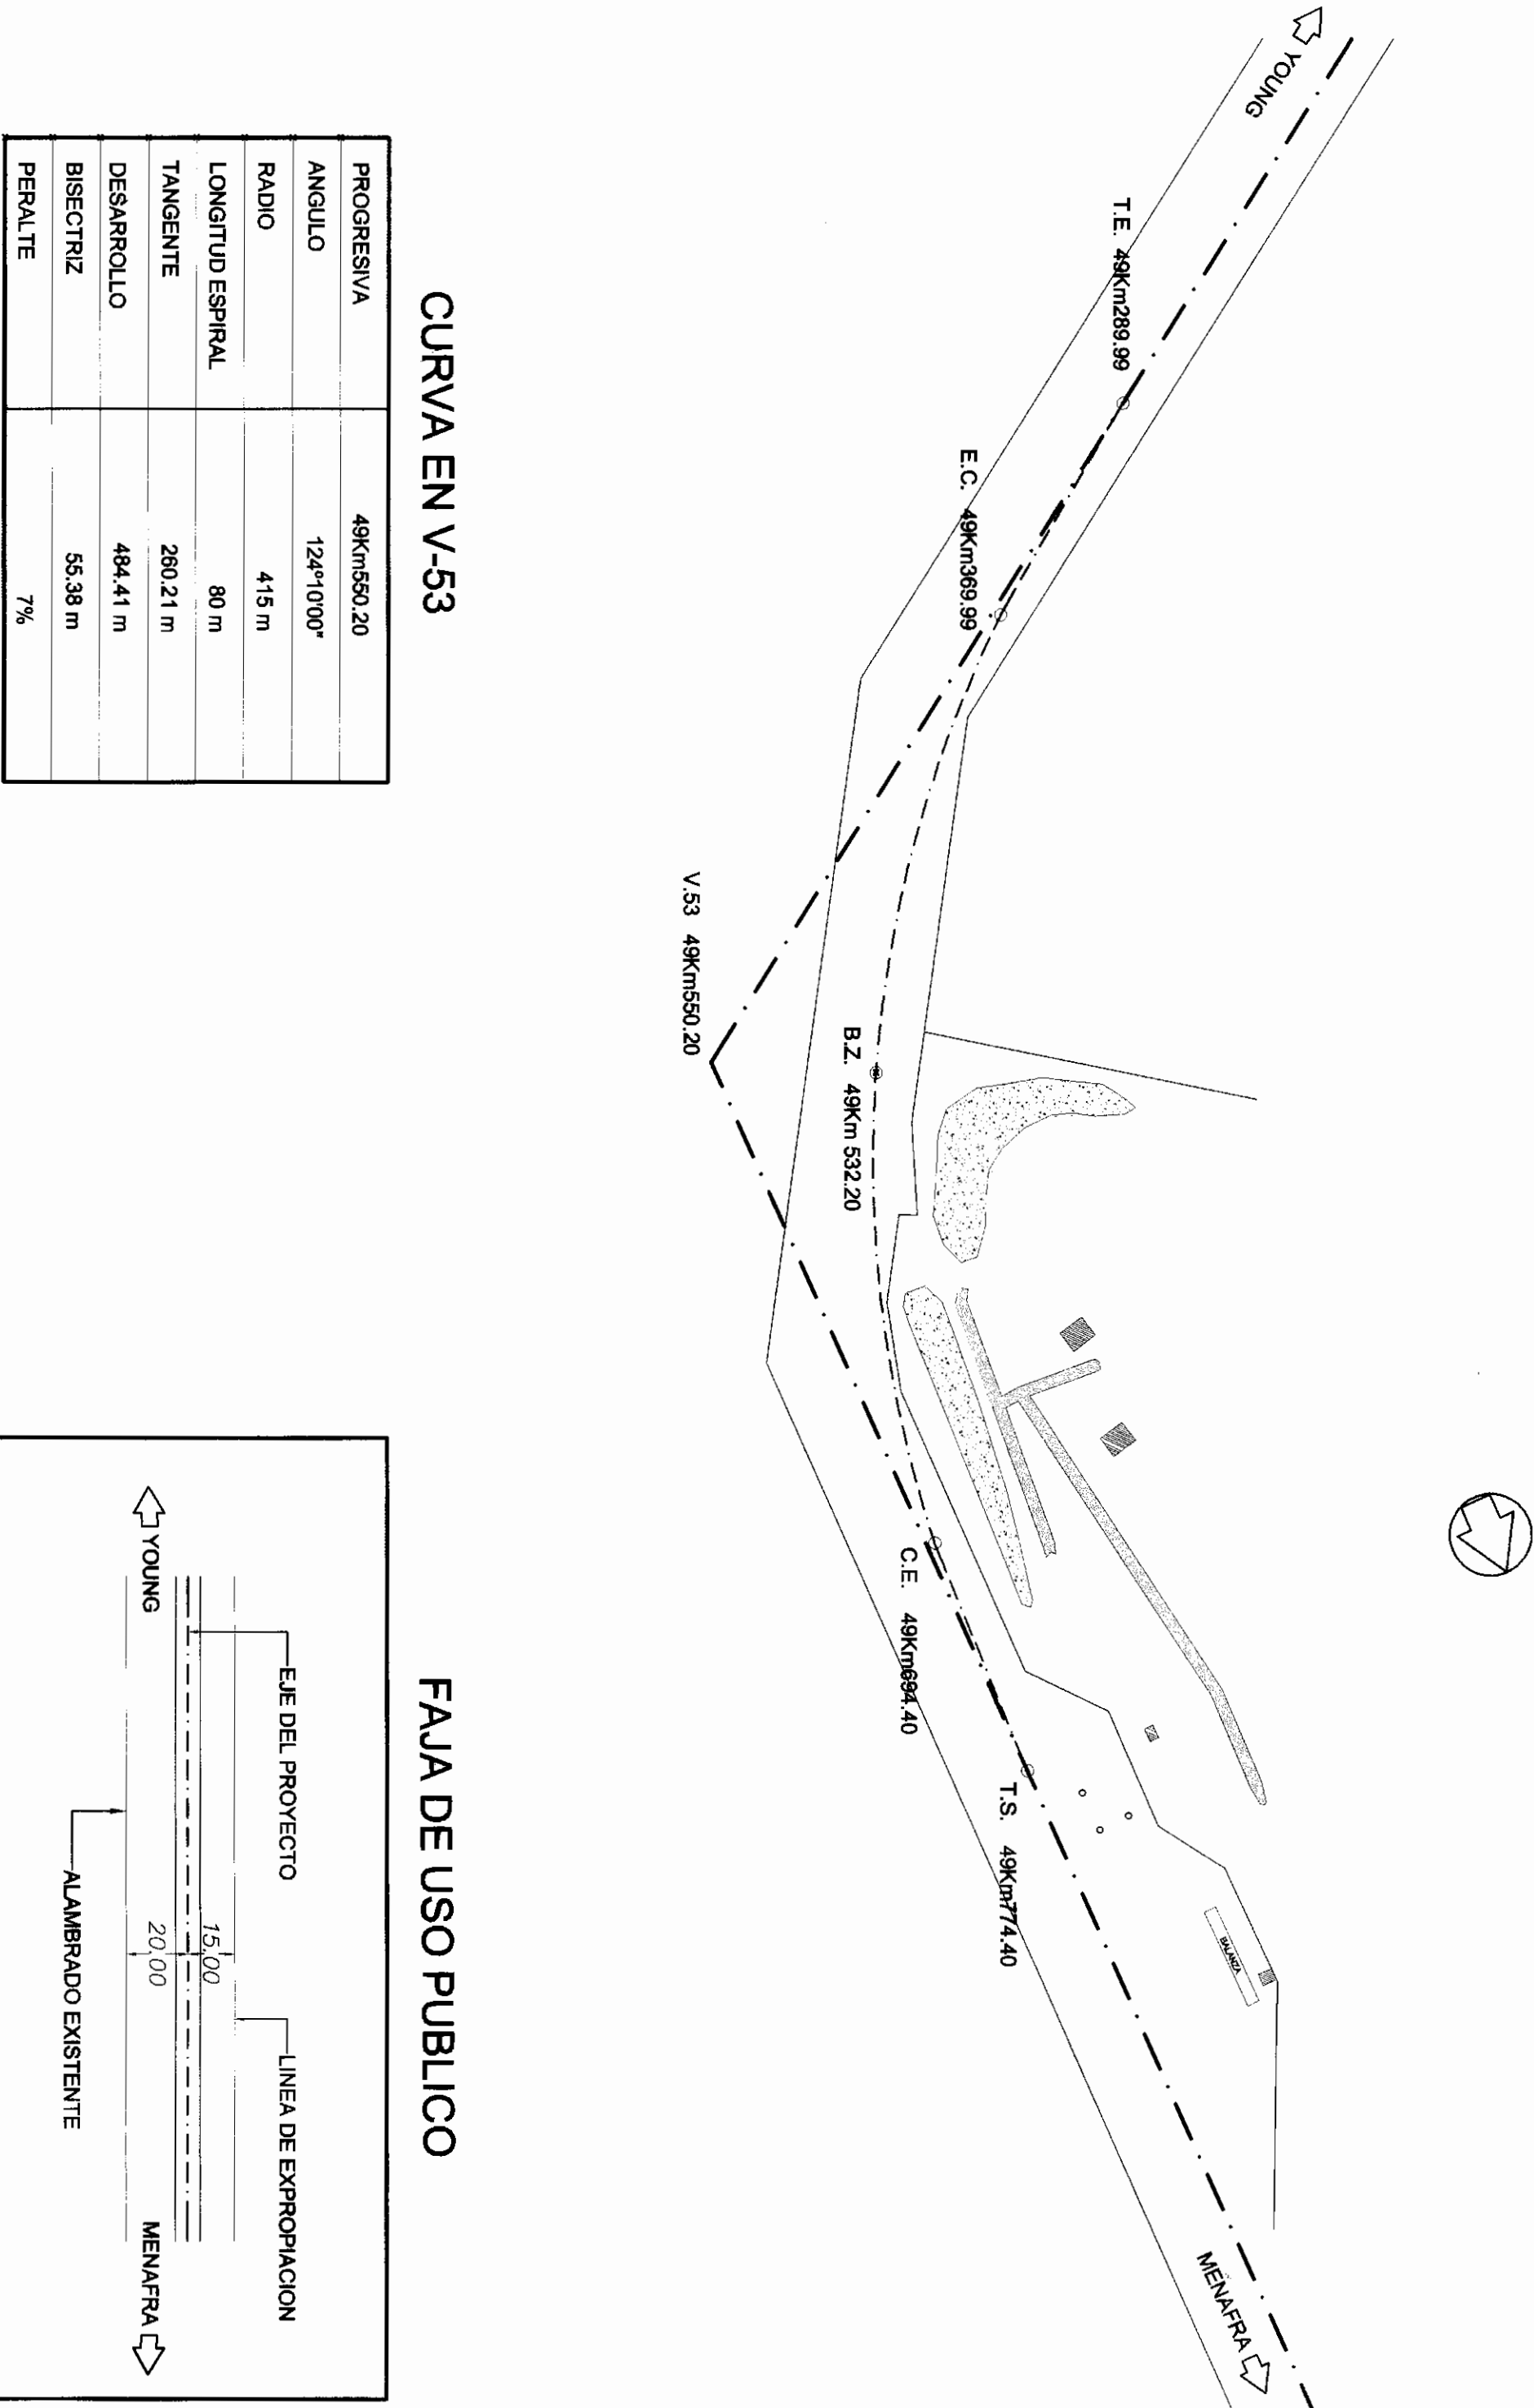 YOUNG
T.E. 49Km289.99
E.C. 49Km369.99
V.53 49Km550.20
B.Z. 49Km 532.20
C.E. 49Km694.40
T.S. 49Km774.40
BALANZA
MENAFRA
CURVA EN V-53
PROGRESIVA 49Km550.20
ANGULO 124º10'00"
RADIO 415 m
LONGITUD ESPIRAL 80 m
TANGENTE 260.21 m
DESARROLLO 484.41 m
BISECTRIZ 55.38 m
PERALTE 7%
FAJA DE USO PUBLICO
EJE DEL PROYECTO
LINEA DE EXPROPIACION
15.00
20.00
YOUNG
MENAFRA
ALAMBRADO EXISTENTE